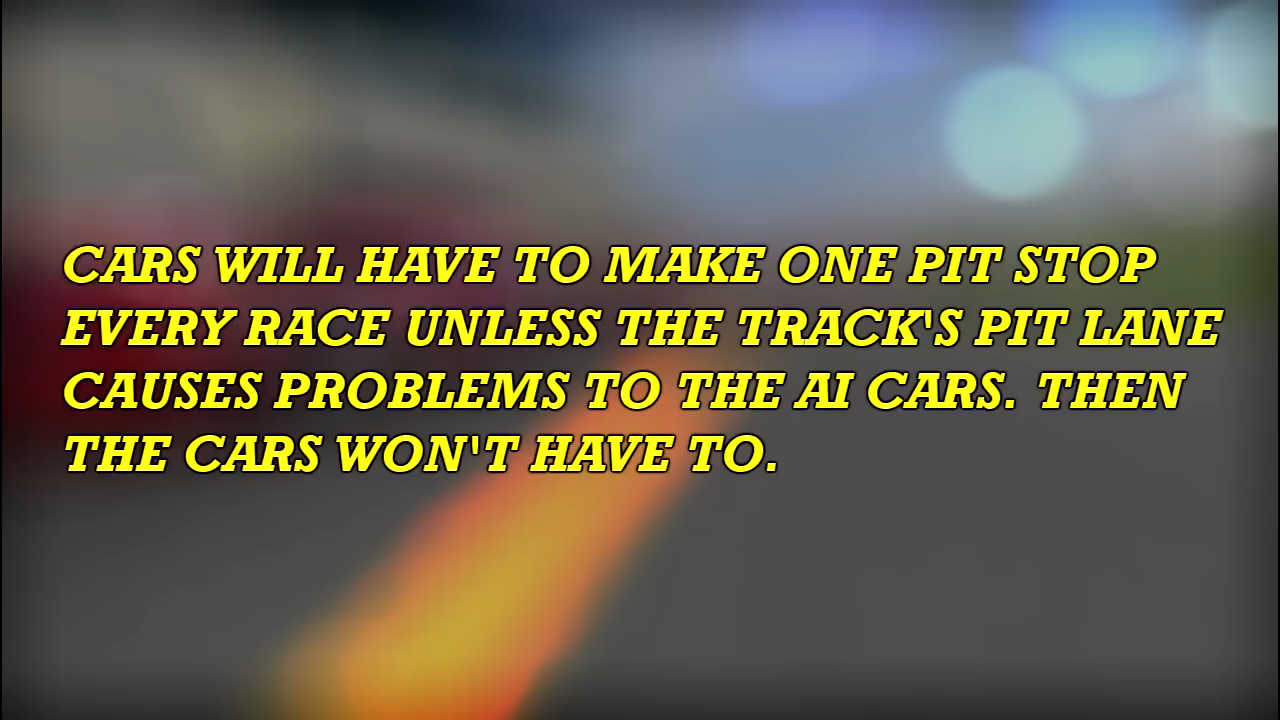 CARS WILL HAVE TO MAKE ONE PIT STOP
EVERY RACE UNLESS THE TRACK'S PIT LANE
CAUSES PROBLEMS TO THE AI CARS. THEN
THE CARS WON'T HAVE TO.